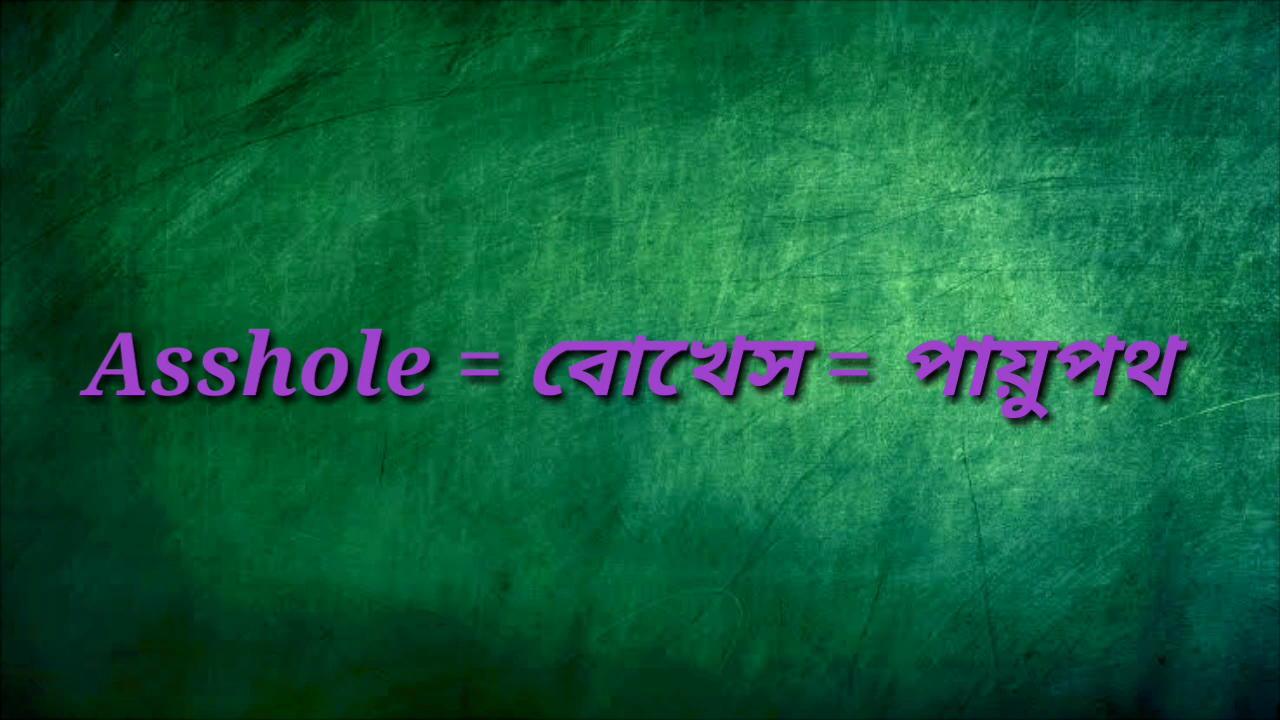 Asshole = বোখেস = পায়ুপথ